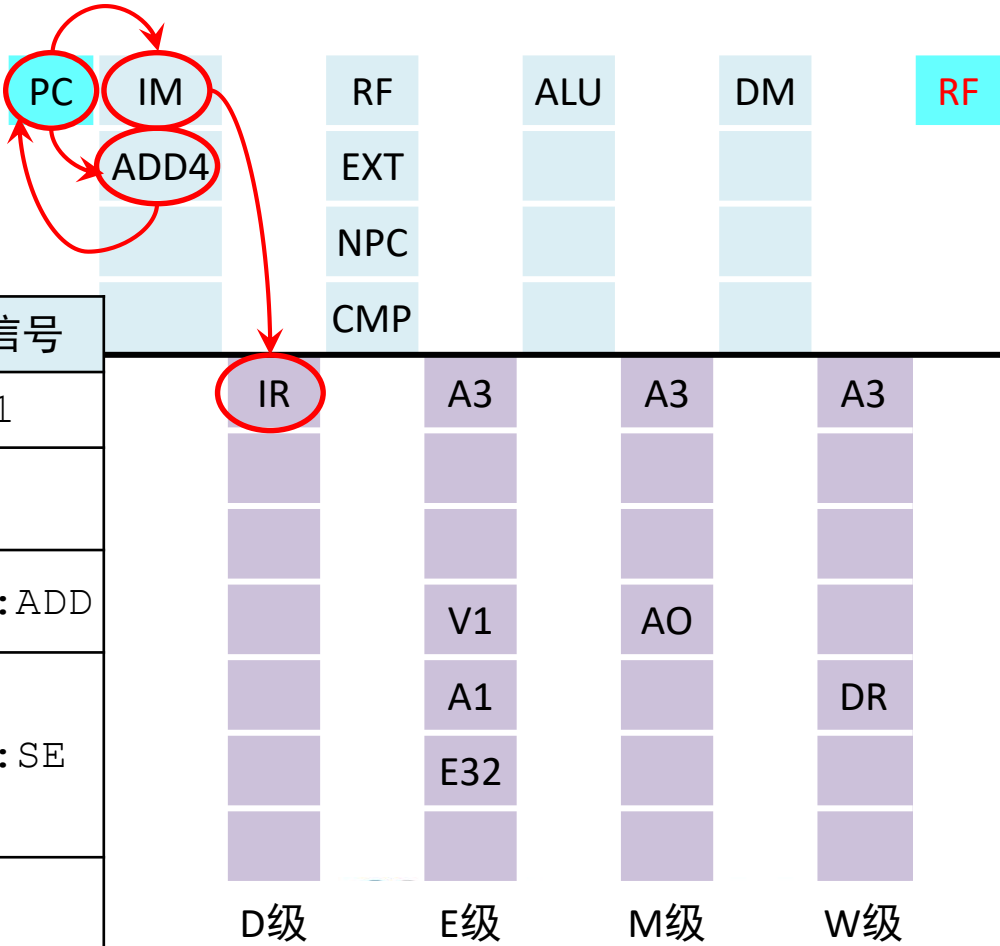 PC IM RF ALU DM RF
ADD4 EXT
NPC
CMP
信号
IR A3 A3 A3
1
:ADD
V1 AO
A1 DR
:SE
E32
D级 E级 M级 W级